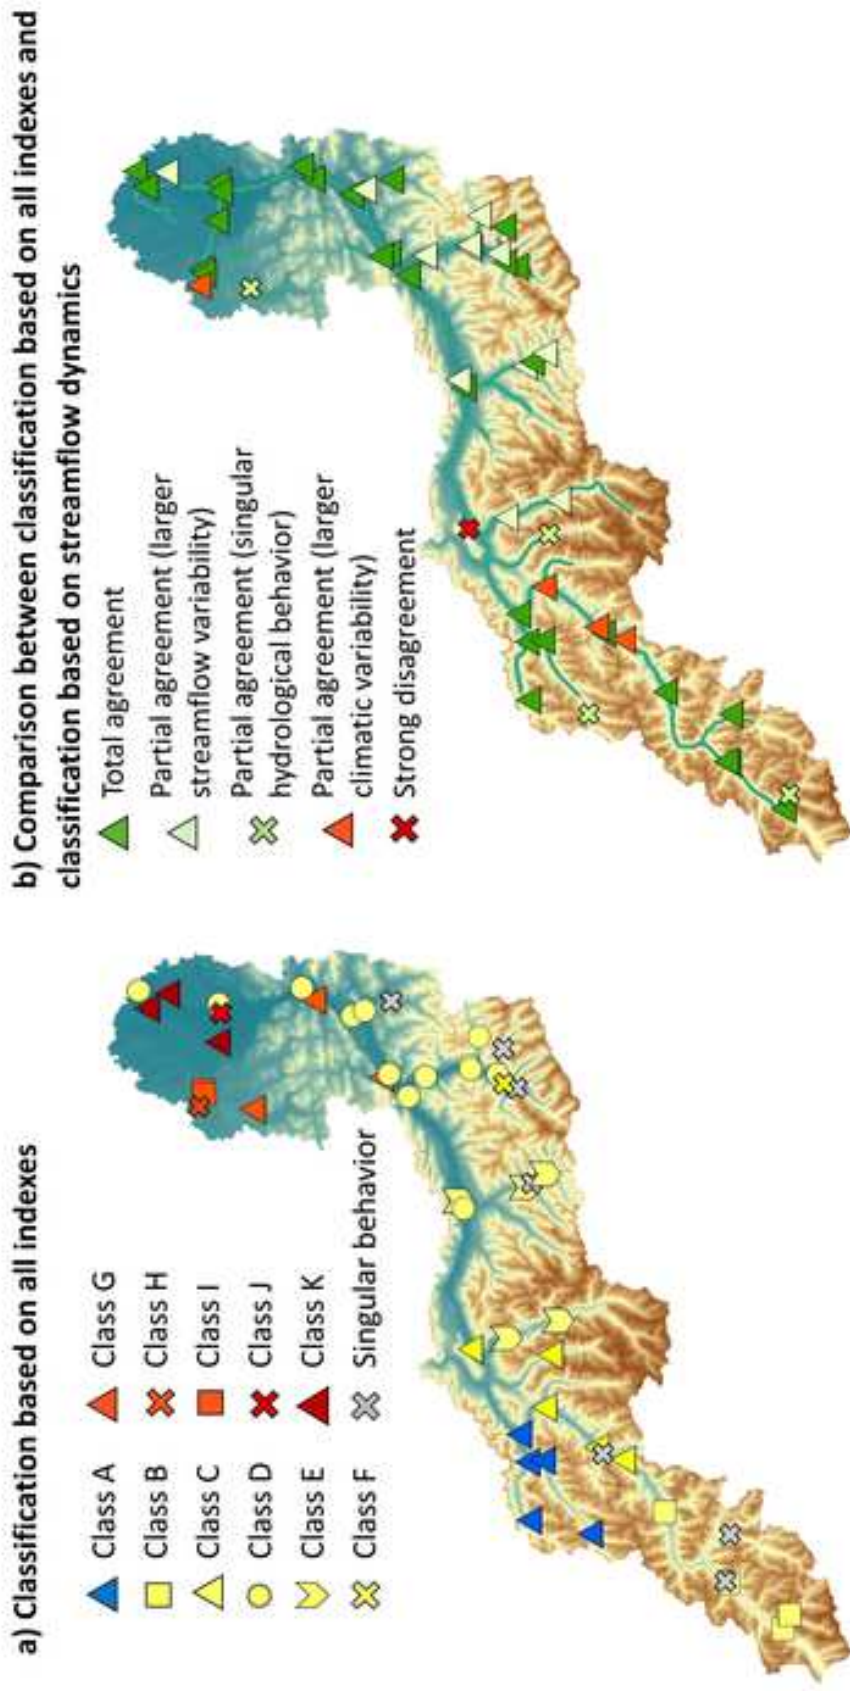 a) Classification based on all indexes
Class A
Class B
Class C
Class D
Class E
Class F
Class G
Class H
Class I
Class J
Class K
Singular behavior
b) Comparison between classification based on all indexes and
classification based on streamflow dynamics
Total agreement
Partial agreement (larger
streamflow variability)
Partial agreement (singular
hydrological behavior)
Partial agreement (larger
climatic variability)
Strong disagreement